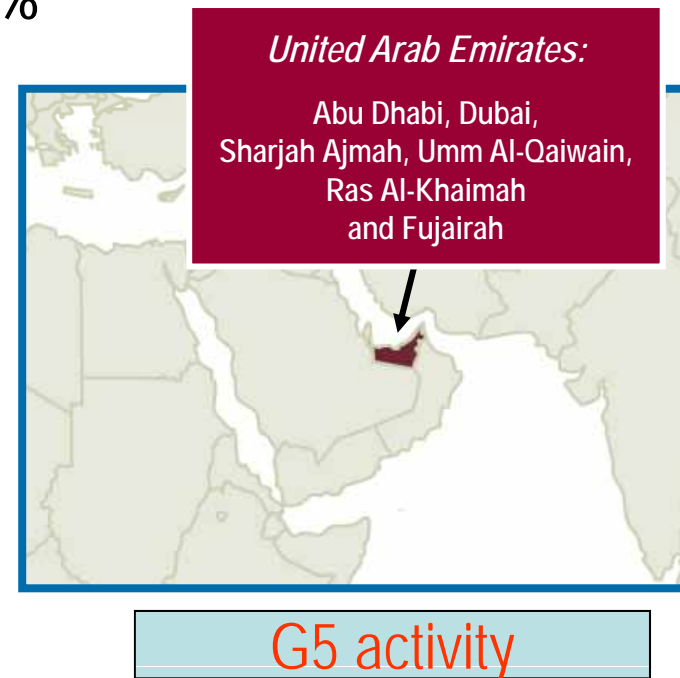 %
United Arab Emirates:
Abu Dhabi, Dubai,
Sharjah Ajmah, Umm Al-Qaiwain,
Ras Al-Khaimah
and Fujairah
G5 activity